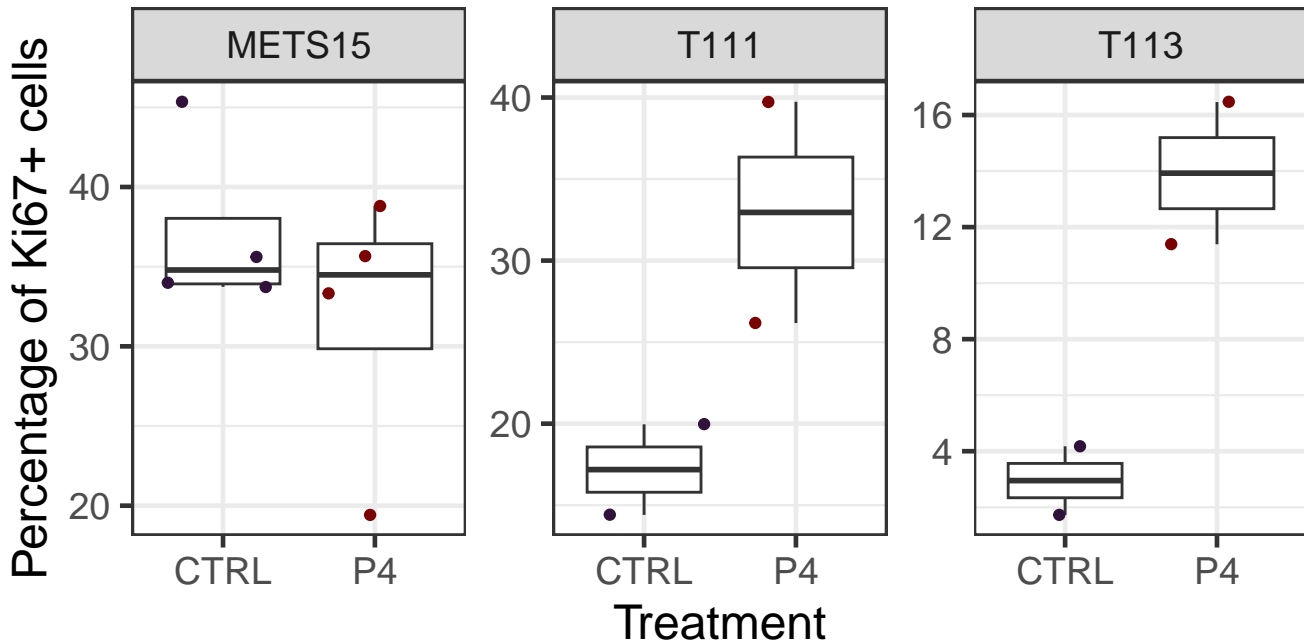 Percentage of Ki67+ cells
METS15
T111
T113
40
30
20
40
30
20
16
12
8
4
CTRL
P4
CTRL
P4
CTRL
P4
Treatment